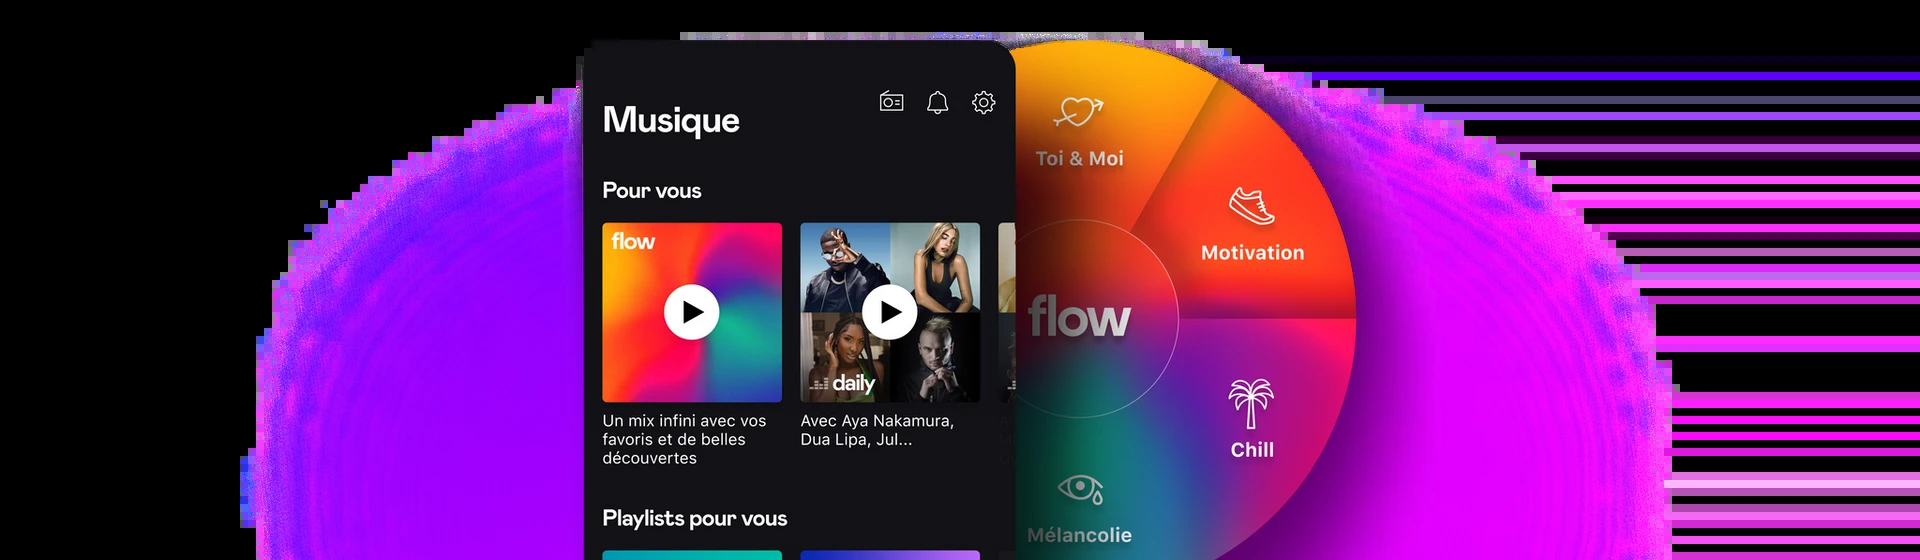 Musique
Pour vous
flow
daily
Un mix infini avec vos
favoris et de belles
découvertes
Avec Aya Nakamura,
Dua Lipa, Jul...
Playlists pour vous
Toi & Moi
Motivation
flow
Chill
Mélancolie